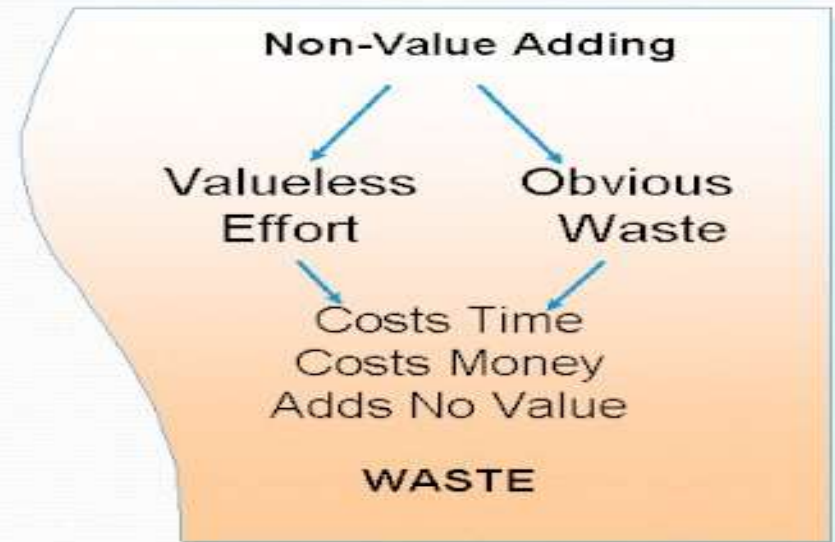 Non-Value Adding
Valueless Obvious
Effort Waste
Costs Time
Costs Money
Adds No Value
WASTE